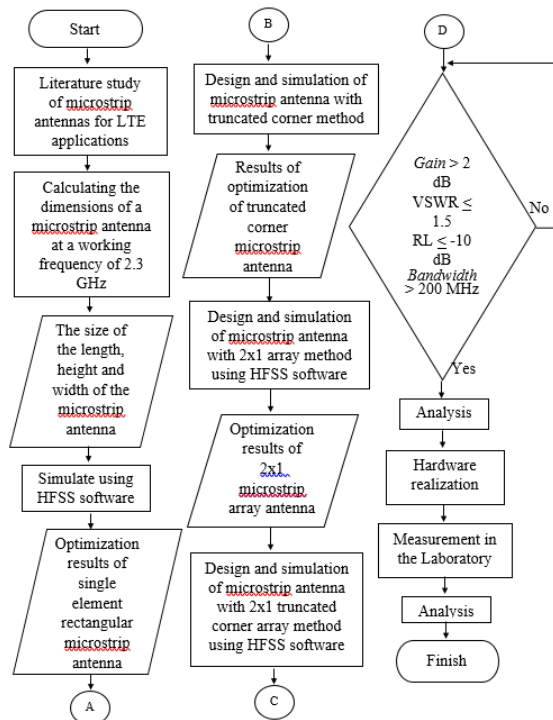 Start
Literature study
of microstrip
antennas for LTE
applications
Calculating the
dimensions of a
microstrip antenna
at a working
frequency of 2.3
GHz
The size of
the length,
height and
width of the
microstrip
antenna
Simulate using
HFSS software
Optimization
results of
single
element
rectangular
microstrip
antenna
A
B
Design and simulation of
microstrip antenna with
truncated corner method
Results of
optimization
of truncated
corner
microstrip
antenna
Design and simulation
of microstrip antenna
with 2x1 array method
using HFSS software
Optimization
results of
2x1
microstrip
array antenna
Design and simulation
of microstrip antenna
with 2x1 truncated
corner array method
using HFSS software
C
D
Gain > 2
dB
VSWR ≤
1.5
RL ≤ -10
dB
Bandwidth
> 200 MHz
No
Yes
Analysis
Hardware
realization
Measurement in
the Laboratory
Analysis
Finish